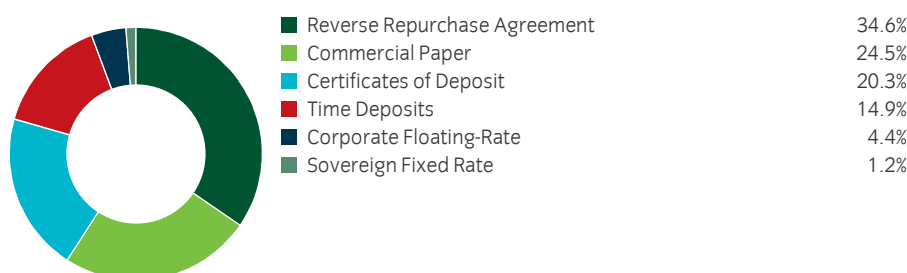 Reverse Repurchase Agreement 34.6%
Commercial Paper 24.5%
Certificates of Deposit 20.3%
Time Deposits 14.9%
Corporate Floating-Rate 4.4%
Sovereign Fixed Rate 1.2%